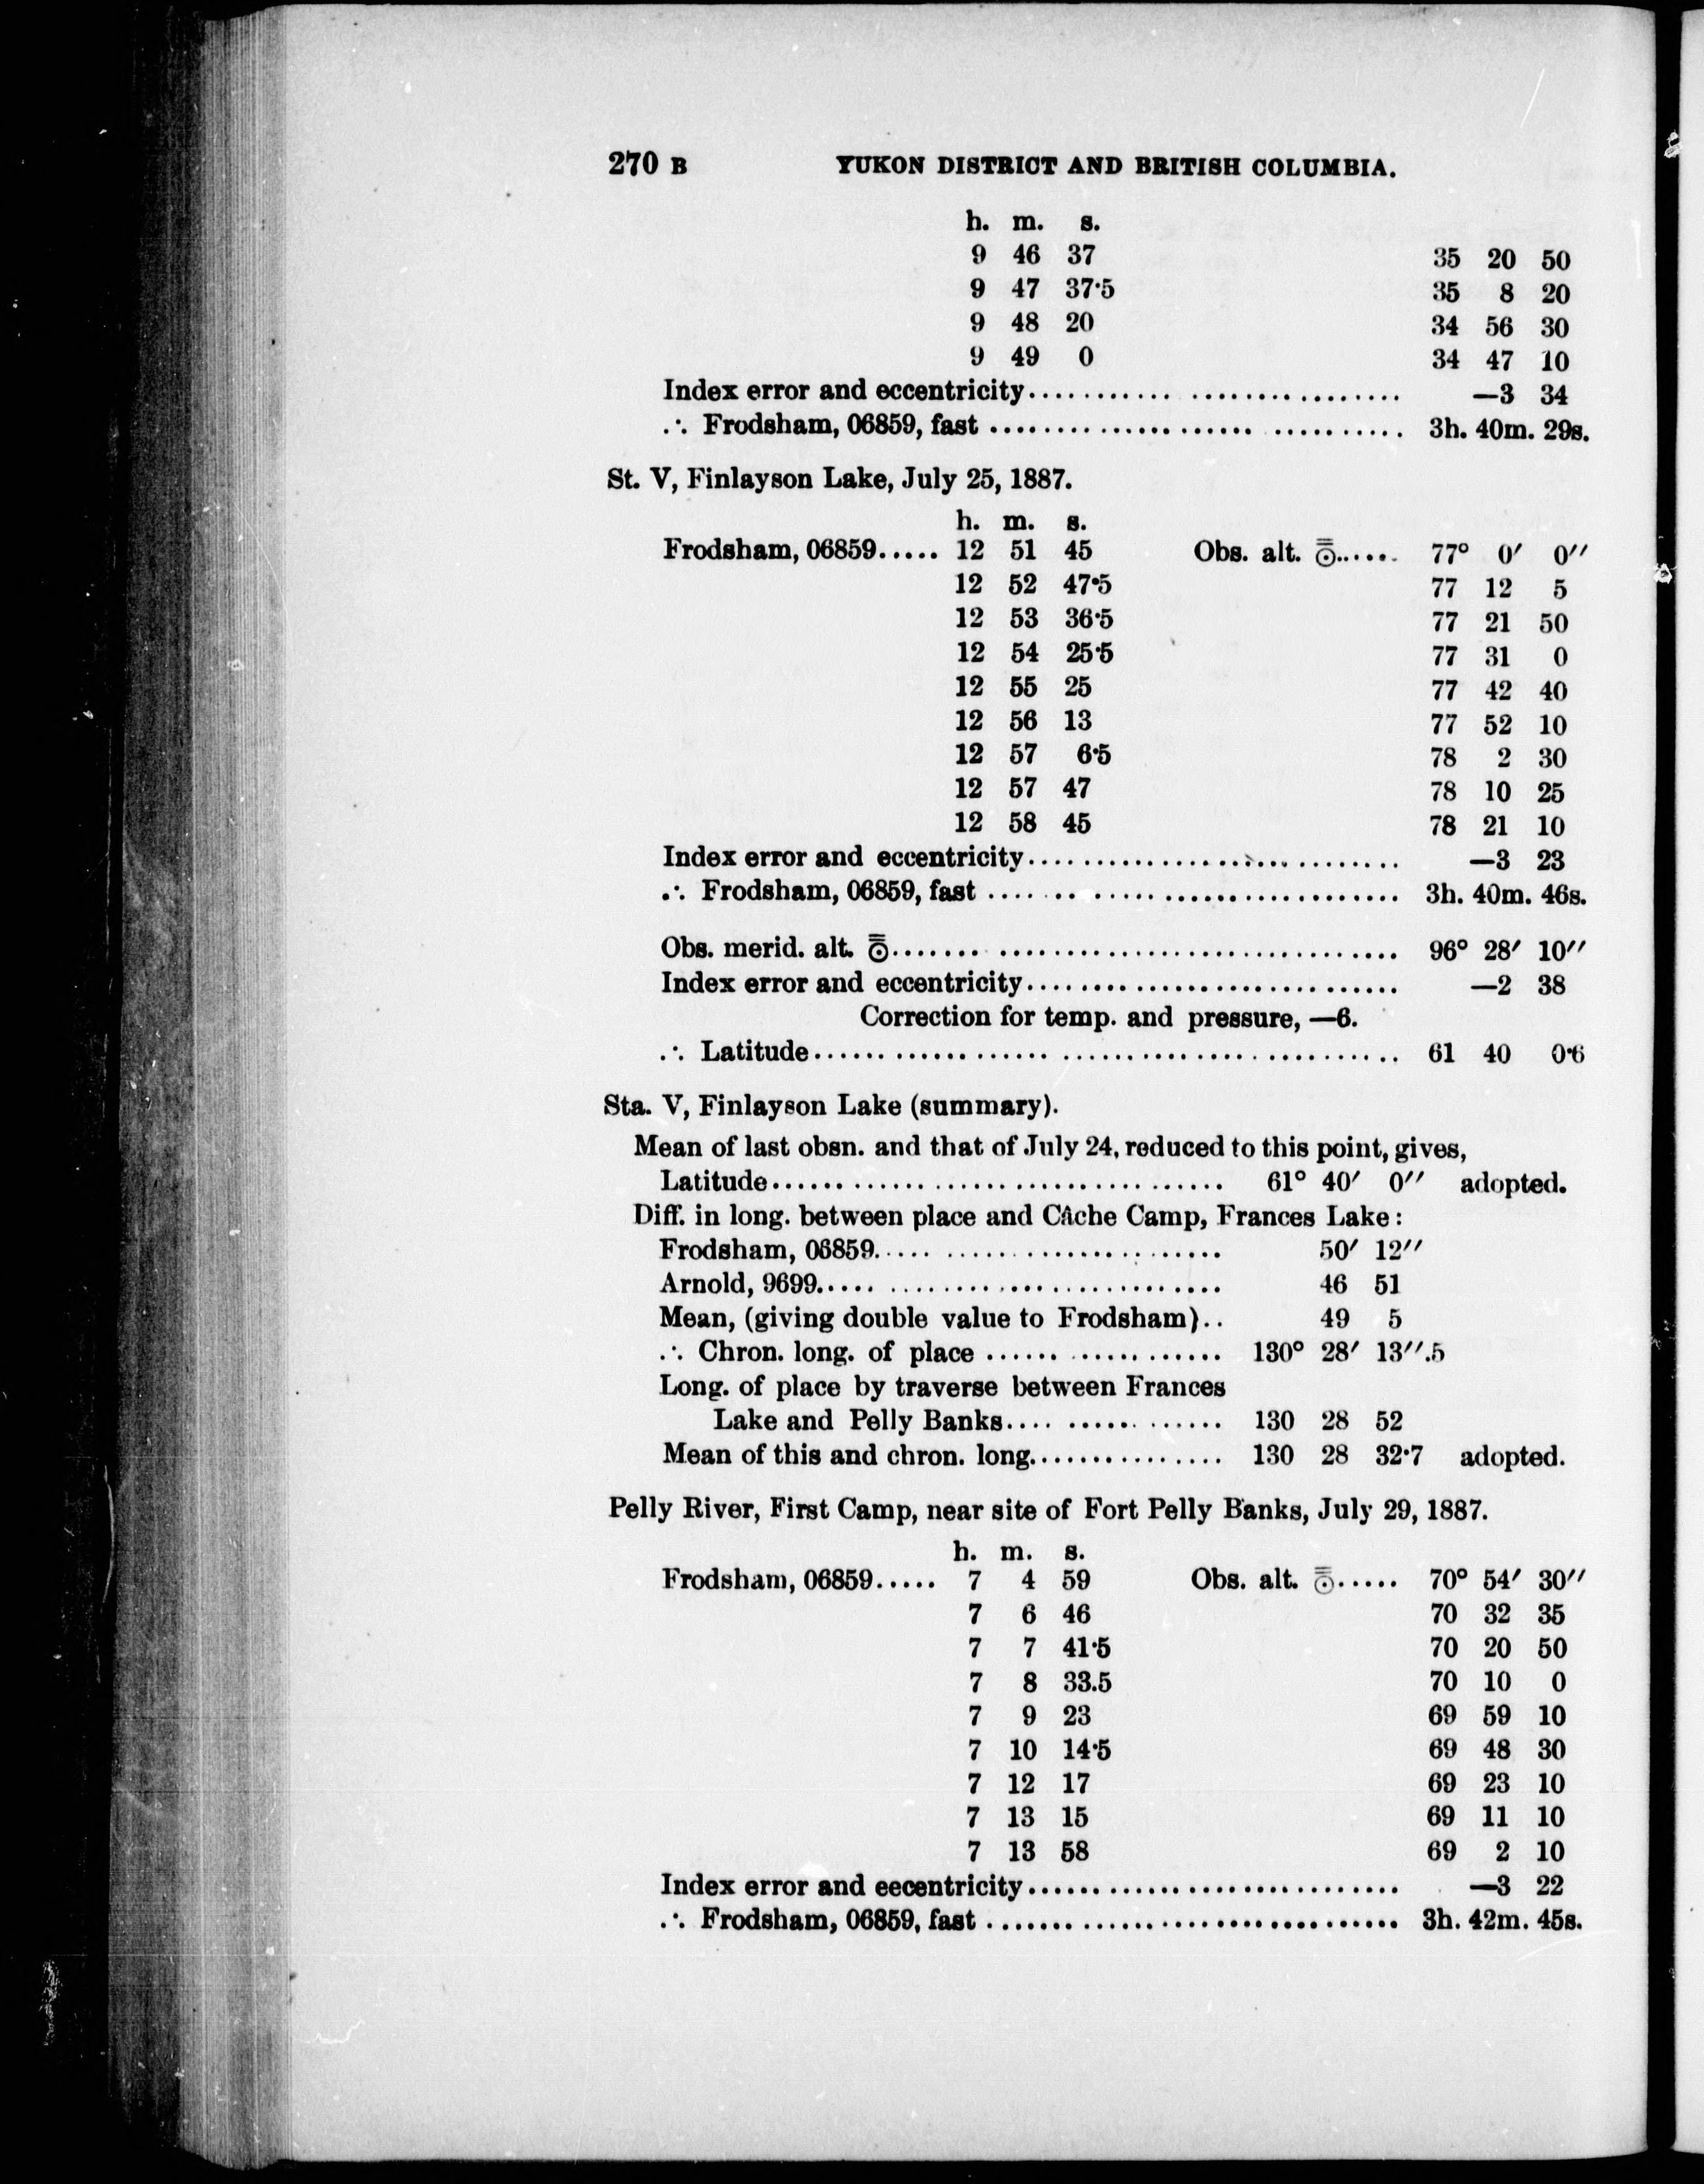 270 B YUKON DISTRICT AND BRITISH COLUMBIA.
h. m. s.
9 46 37 35 20 50
9 47 37·5 35 8 20
9 48 20 34 56 30
9 49 0 34 47 10
Index error and eccentricity.............................. —3 34
∴ Frodsham, 06859, fast .............................. 3h. 40m. 29s.
St. V, Finlayson Lake, July 25, 1887.
h. m. s.
Frodsham, 06859..... 12 51 45 Obs. alt. ⊙..... 77° 0′ 0″
12 52 47·5 77 12 5
12 53 36·5 77 21 50
12 54 25·5 77 31 0
12 55 25 77 42 40
12 56 13 77 52 10
12 57 6·5 78 2 30
12 57 47 78 10 25
12 58 45 78 21 10
Index error and eccentricity.............................. —3 23
∴ Frodsham, 06859, fast .............................. 3h. 40m. 46s.
Obs. merid. alt. ⊙.............................. 96° 28′ 10″
Index error and eccentricity.............................. —2 38
Correction for temp. and pressure, —6.
∴ Latitude.............................. 61 40 0·6
Sta. V, Finlayson Lake (summary).
Mean of last obsn. and that of July 24, reduced to this point, gives,
Latitude.............................. 61° 40′ 0″ adopted.
Diff. in long. between place and Câche Camp, Frances Lake:
Frodsham, 06859.............................. 50′ 12″
Arnold, 9699.............................. 46 51
Mean, (giving double value to Frodsham).. 49 5
∴ Chron. long. of place .................. 130° 28′ 13″.5
Long. of place by traverse between Frances
Lake and Pelly Banks.................. 130 28 52
Mean of this and chron. long................ 130 28 32·7 adopted.
Pelly River, First Camp, near site of Fort Pelly Banks, July 29, 1887.
h. m. s.
Frodsham, 06859..... 7 4 59 Obs. alt. ⊙..... 70° 54′ 30″
7 6 46 70 32 35
7 7 41·5 70 20 50
7 8 33.5 70 10 0
7 9 23 69 59 10
7 10 14·5 69 48 30
7 12 17 69 23 10
7 13 15 69 11 10
7 13 58 69 2 10
Index error and eecentricity.............................. —3 22
∴ Frodsham, 06859, fast .............................. 3h. 42m. 45s.